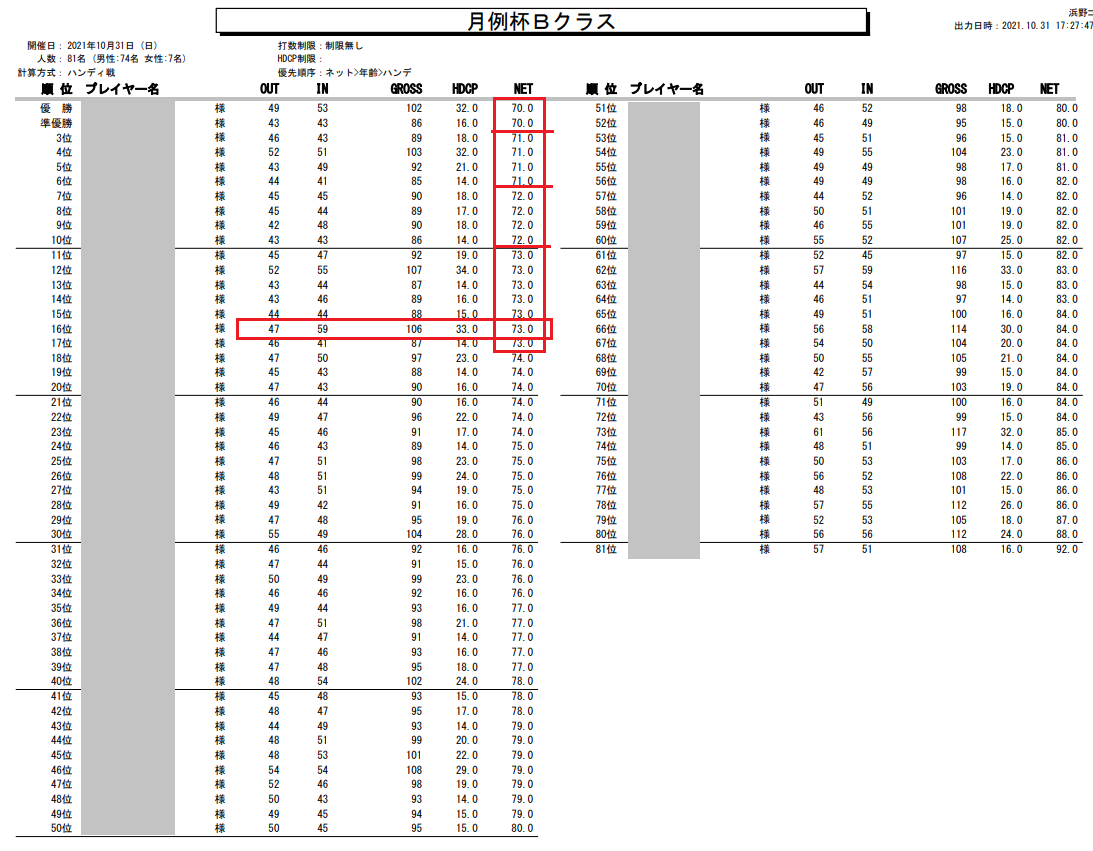 月例杯Bクラス
浜野ゴ
出力日時：2021.10.31 17:27:47
開催日： 2021年10月31日（日）
打数制限：制限無し
人数： 81名（男性:74名 女性:7名）
HDCP制限：
計算方式： ハンディ戦
優先順序：ネット>年齢>ハンデ
順 位 プレイヤー名 OUT IN GROSS HDCP NET
優 勝 様 49 53 102 32.0 70.0
準優勝 様 43 43 86 16.0 70.0
3位 様 46 43 89 18.0 71.0
4位 様 52 51 103 32.0 71.0
5位 様 43 49 92 21.0 71.0
6位 様 44 41 85 14.0 71.0
7位 様 45 45 90 18.0 72.0
8位 様 45 44 89 17.0 72.0
9位 様 42 48 90 18.0 72.0
10位 様 43 43 86 14.0 72.0
11位 様 45 47 92 19.0 73.0
12位 様 52 55 107 34.0 73.0
13位 様 43 44 87 14.0 73.0
14位 様 43 46 89 16.0 73.0
15位 様 44 44 88 15.0 73.0
16位 様 47 59 106 33.0 73.0
17位 様 46 41 87 14.0 73.0
18位 様 47 50 97 23.0 74.0
19位 様 45 43 88 14.0 74.0
20位 様 47 43 90 16.0 74.0
21位 様 46 44 90 16.0 74.0
22位 様 49 47 96 22.0 74.0
23位 様 45 46 91 17.0 74.0
24位 様 46 43 89 14.0 75.0
25位 様 47 51 98 23.0 75.0
26位 様 48 51 99 24.0 75.0
27位 様 43 51 94 19.0 75.0
28位 様 49 42 91 16.0 75.0
29位 様 47 48 95 19.0 76.0
30位 様 55 49 104 28.0 76.0
31位 様 46 46 92 16.0 76.0
32位 様 47 44 91 15.0 76.0
33位 様 50 49 99 23.0 76.0
34位 様 46 46 92 16.0 76.0
35位 様 49 44 93 16.0 77.0
36位 様 47 51 98 21.0 77.0
37位 様 44 47 91 14.0 77.0
38位 様 47 46 93 16.0 77.0
39位 様 47 48 95 18.0 77.0
40位 様 48 54 102 24.0 78.0
41位 様 45 48 93 15.0 78.0
42位 様 48 47 95 17.0 78.0
43位 様 44 49 93 14.0 79.0
44位 様 48 51 99 20.0 79.0
45位 様 48 53 101 22.0 79.0
46位 様 54 54 108 29.0 79.0
47位 様 52 46 98 19.0 79.0
48位 様 50 43 93 14.0 79.0
49位 様 49 45 94 15.0 79.0
50位 様 50 45 95 15.0 80.0
順 位 プレイヤー名 OUT IN GROSS HDCP NET
51位 様 46 52 98 18.0 80.0
52位 様 46 49 95 15.0 80.0
53位 様 45 51 96 15.0 81.0
54位 様 49 55 104 23.0 81.0
55位 様 49 49 98 17.0 81.0
56位 様 49 49 98 16.0 82.0
57位 様 44 52 96 14.0 82.0
58位 様 50 51 101 19.0 82.0
59位 様 46 55 101 19.0 82.0
60位 様 55 52 107 25.0 82.0
61位 様 52 45 97 15.0 82.0
62位 様 57 59 116 33.0 83.0
63位 様 44 54 98 15.0 83.0
64位 様 46 51 97 14.0 83.0
65位 様 49 51 100 16.0 84.0
66位 様 56 58 114 30.0 84.0
67位 様 54 50 104 20.0 84.0
68位 様 50 55 105 21.0 84.0
69位 様 42 57 99 15.0 84.0
70位 様 47 56 103 19.0 84.0
71位 様 51 49 100 16.0 84.0
72位 様 43 56 99 15.0 84.0
73位 様 61 56 117 32.0 85.0
74位 様 48 51 99 14.0 85.0
75位 様 50 53 103 17.0 86.0
76位 様 56 52 108 22.0 86.0
77位 様 48 53 101 15.0 86.0
78位 様 57 55 112 26.0 86.0
79位 様 52 53 105 18.0 87.0
80位 様 56 56 112 24.0 88.0
81位 様 57 51 108 16.0 92.0